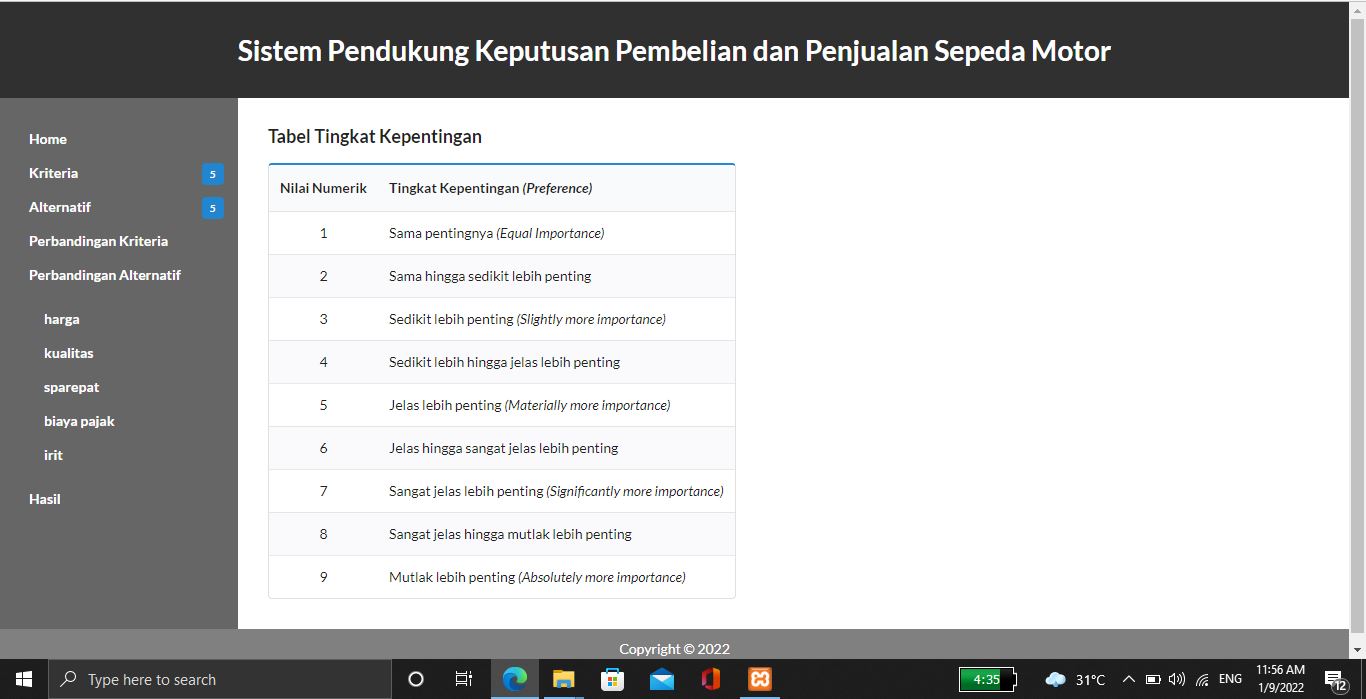 Sistem Pendukung Keputusan Pembelian dan Penjualan Sepeda Motor
Home
Kriteria 5
Alternatif 5
Perbandingan Kriteria
Perbandingan Alternatif
harga
kualitas
sparepat
biaya pajak
irit
Hasil
Tabel Tingkat Kepentingan
Nilai Numerik Tingkat Kepentingan (Preference)
1 Sama pentingnya (Equal Importance)
2 Sama hingga sedikit lebih penting
3 Sedikit lebih penting (Slightly more importance)
4 Sedikit lebih hingga jelas lebih penting
5 Jelas lebih penting (Materially more importance)
6 Jelas hingga sangat jelas lebih penting
7 Sangat jelas lebih penting (Significantly more importance)
8 Sangat jelas hingga mutlak lebih penting
9 Mutlak lebih penting (Absolutely more importance)
Copyright © 2022
Type here to search
4:35
31°C
ENG
11:56 AM
1/9/2022
12